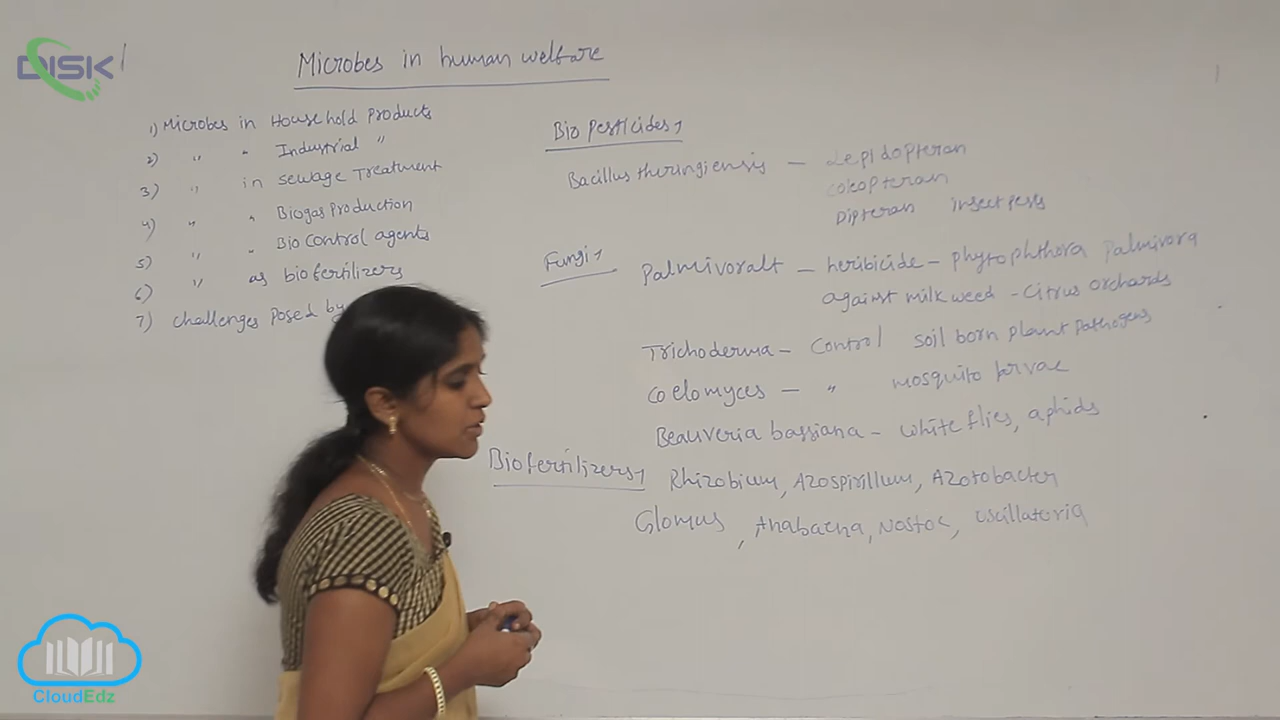 DISK
Microbes in human welfare
1) Microbes in Household Products
2) " " Industrial "
3) " in sewage Treatment
4) " " Biogas Production
5) " " Bio Control agents
6) " as biofertilizers
7) challenges posed by
Bio Pesticides
Bacillus theringiensis — Lepidopteran
coleopteran
Dipteran insect pests
Fungi
Palmivoralt — heribicide — phytophthora Palmivora
against milk weed - Citrus orchards
Trichoderma — Control soil born plant pathogens
Coelomyces — " mosquito larvae
Beauveria bassiana — white flies, aphids
Biofertilizers Rhizobium, Azospirillum, Azotobacter
Glomus, Anabaena, Nostoc, Oscillatoria
CloudEdz